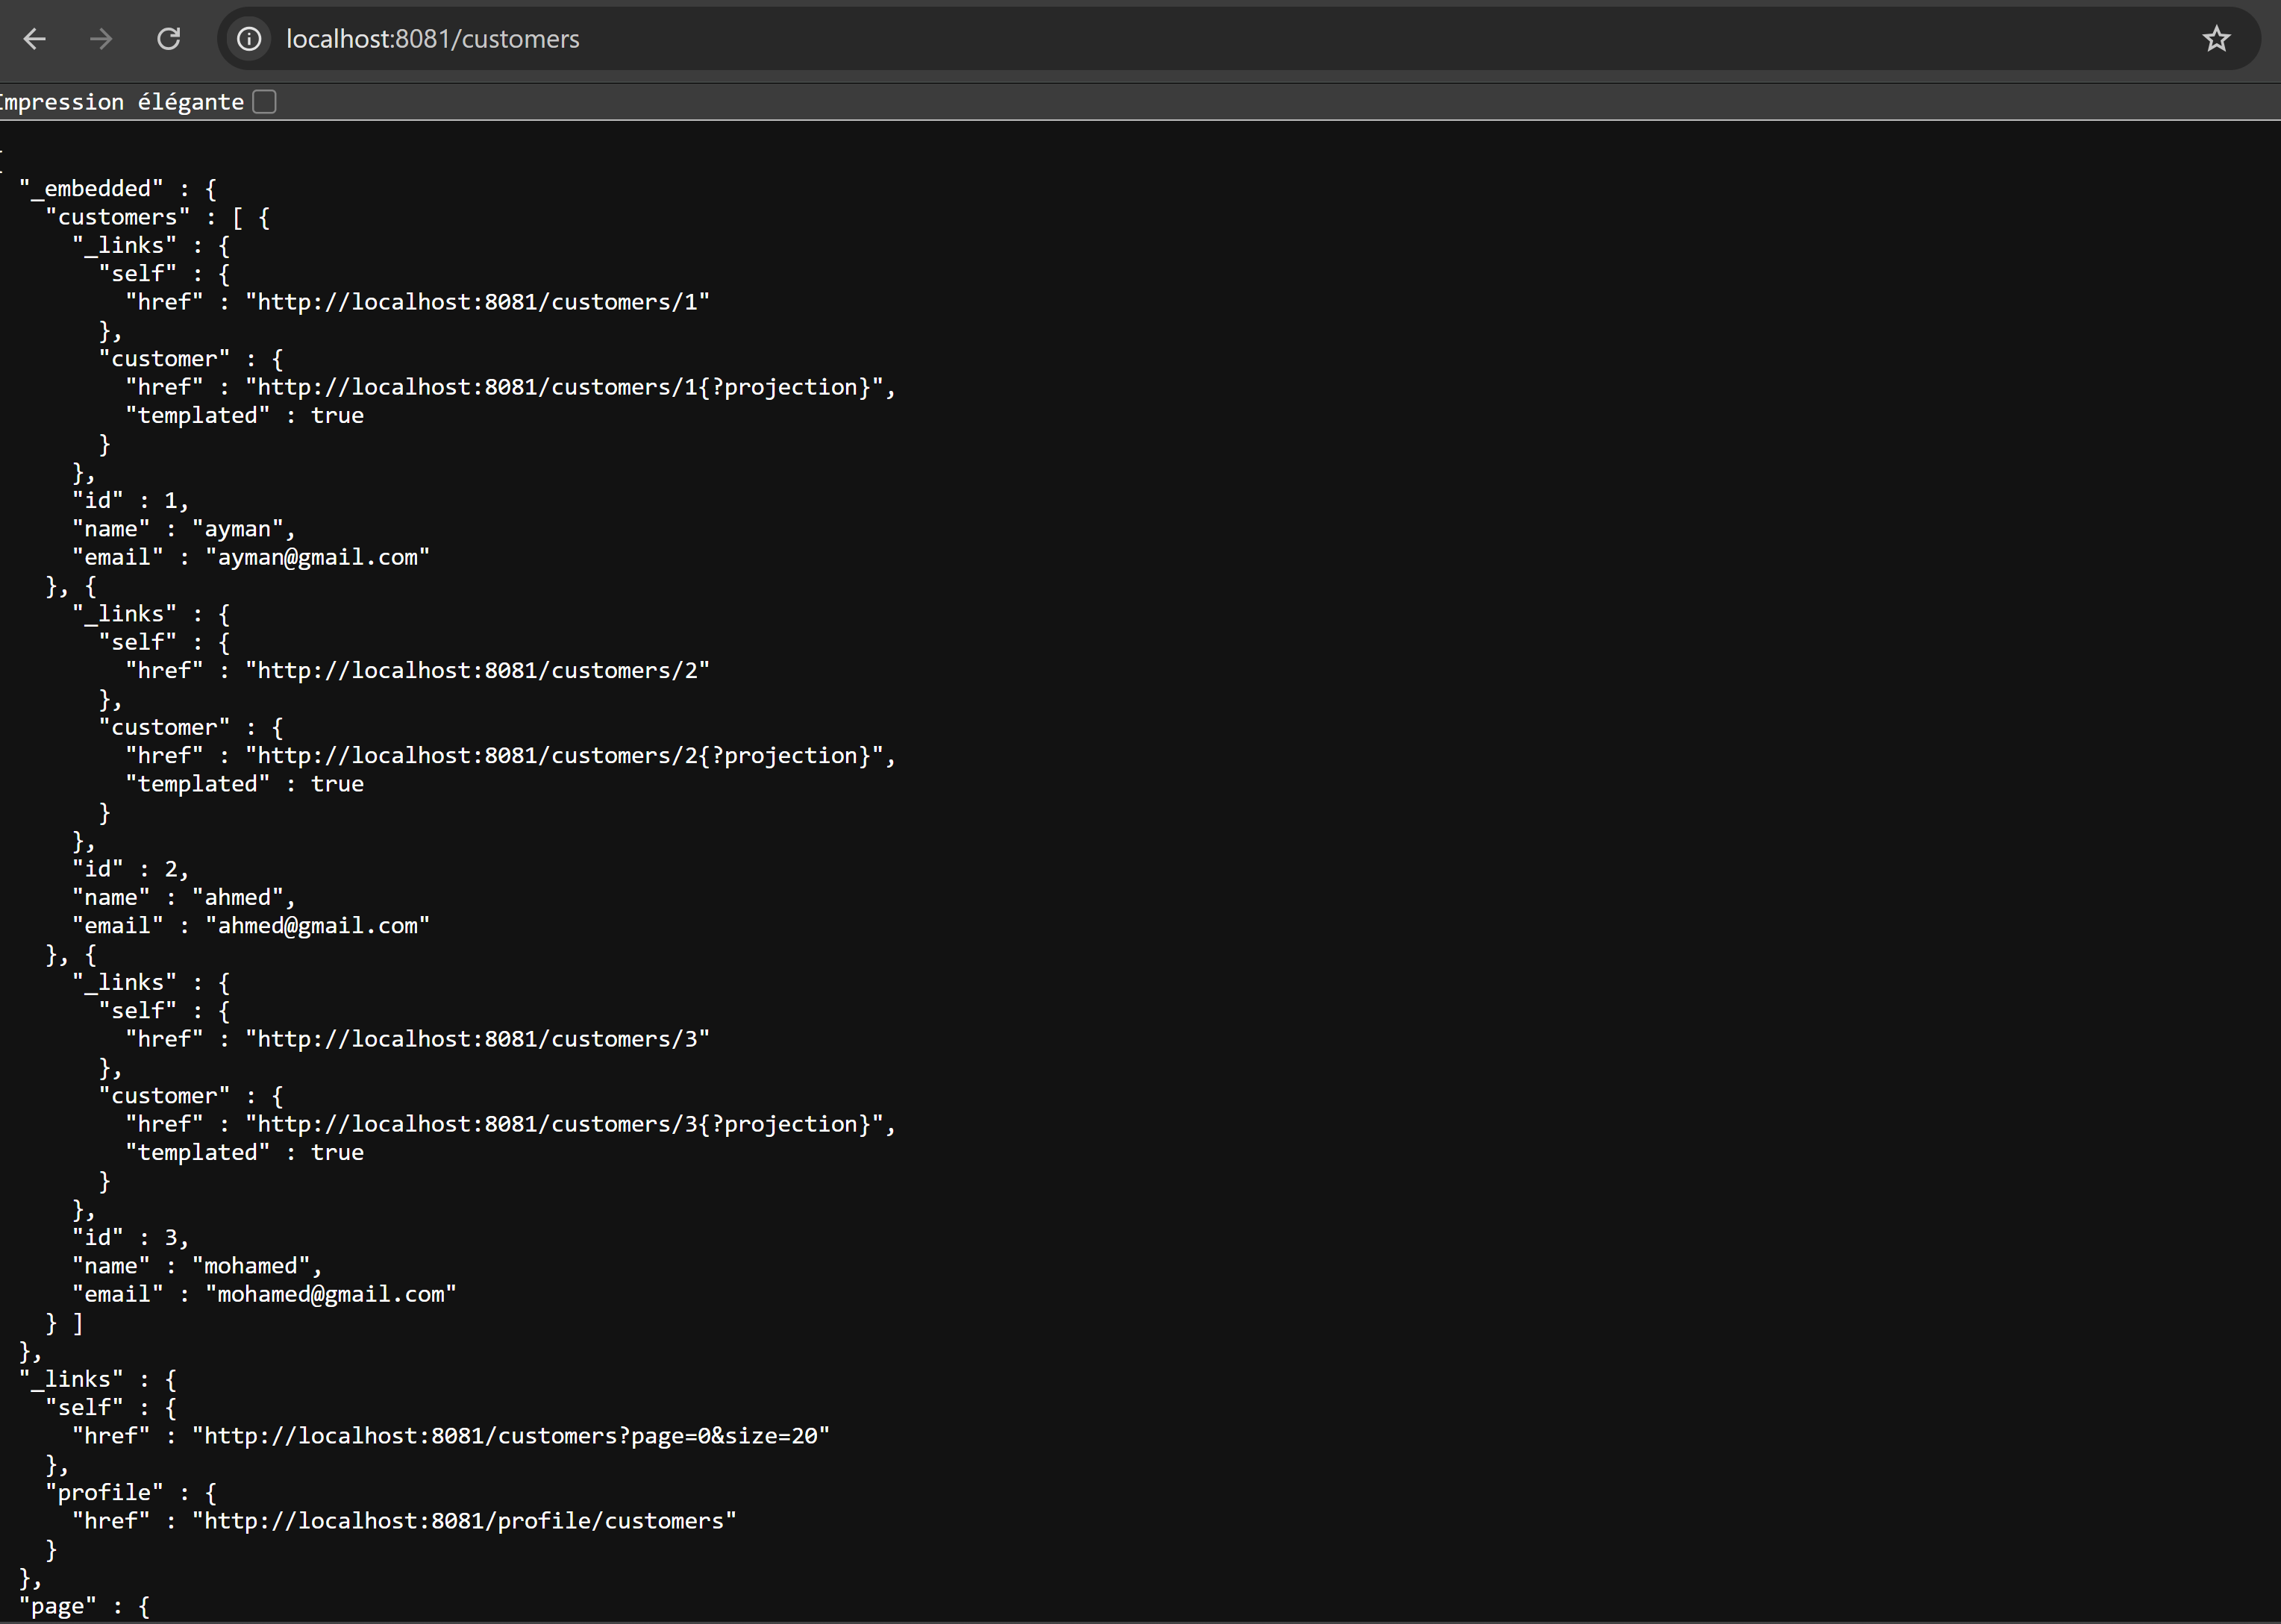 localhost:8081/customers
Impression élégante
{
  "_embedded" : {
    "customers" : [ {
      "_links" : {
        "self" : {
          "href" : "http://localhost:8081/customers/1"
        },
        "customer" : {
          "href" : "http://localhost:8081/customers/1{?projection}",
          "templated" : true
        }
      },
      "id" : 1,
      "name" : "ayman",
      "email" : "ayman@gmail.com"
    }, {
      "_links" : {
        "self" : {
          "href" : "http://localhost:8081/customers/2"
        },
        "customer" : {
          "href" : "http://localhost:8081/customers/2{?projection}",
          "templated" : true
        }
      },
      "id" : 2,
      "name" : "ahmed",
      "email" : "ahmed@gmail.com"
    }, {
      "_links" : {
        "self" : {
          "href" : "http://localhost:8081/customers/3"
        },
        "customer" : {
          "href" : "http://localhost:8081/customers/3{?projection}",
          "templated" : true
        }
      },
      "id" : 3,
      "name" : "mohamed",
      "email" : "mohamed@gmail.com"
    } ]
  },
  "_links" : {
    "self" : {
      "href" : "http://localhost:8081/customers?page=0&size=20"
    },
    "profile" : {
      "href" : "http://localhost:8081/profile/customers"
    }
  },
  "page" : {